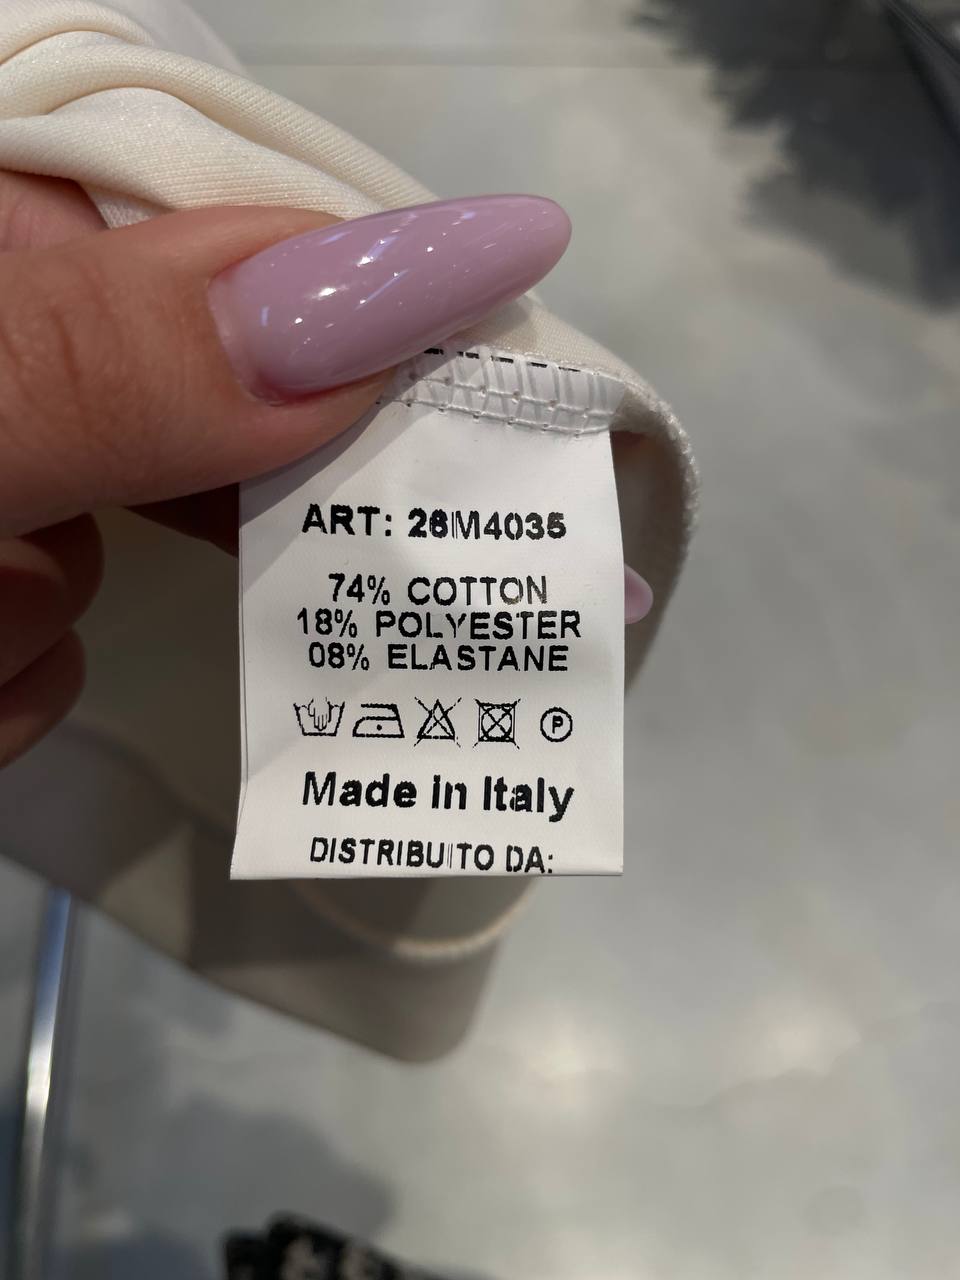 ART: 26M4035
74% COTTON
18% POLYESTER
08% ELASTANE
P
Made in Italy
DISTRIBUITO DA: